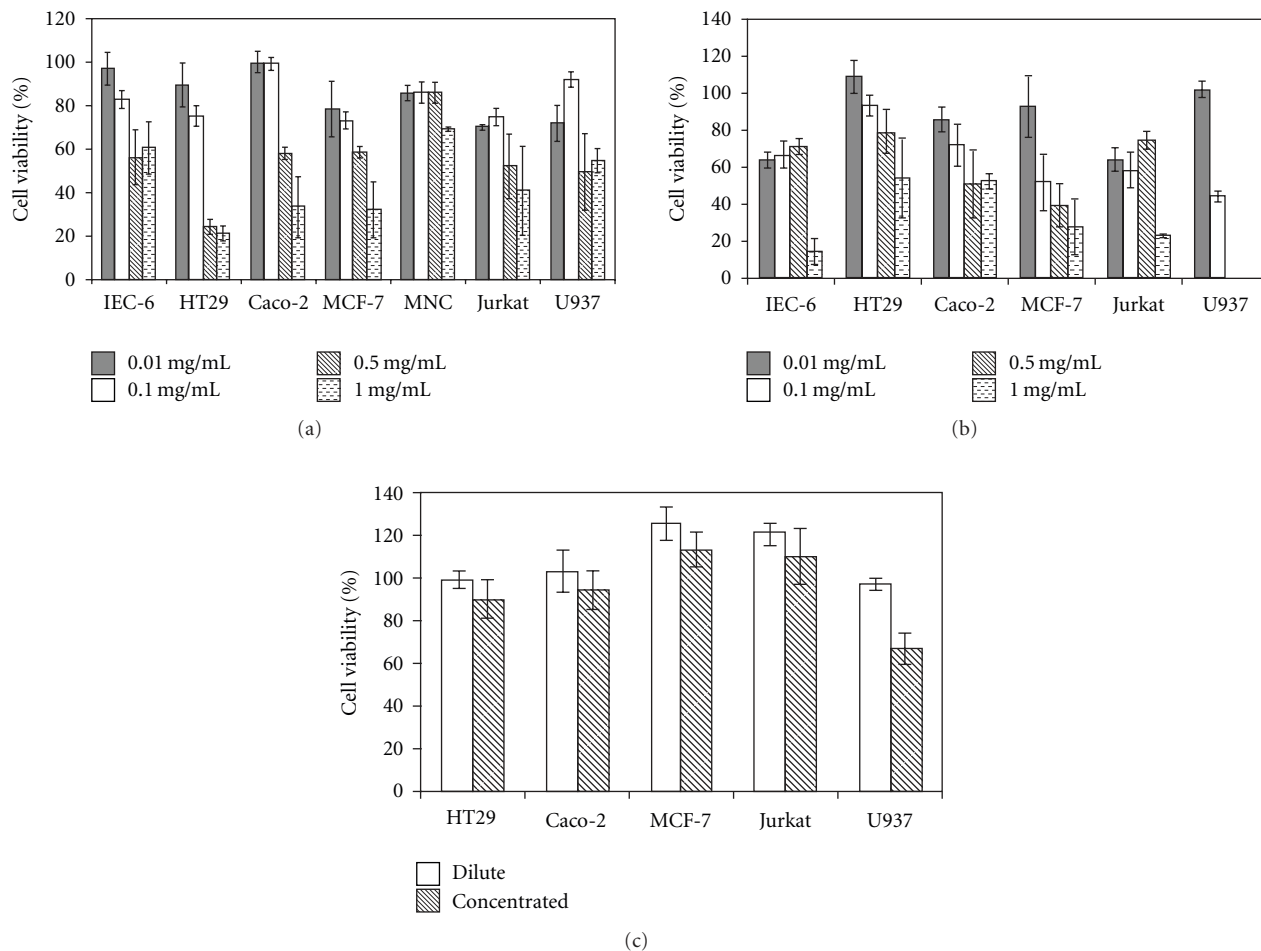 120
100
80
60
40
20
0
Cell viability (%)
IEC-6 HT29 Caco-2 MCF-7 MNC Jurkat U937
0.01 mg/mL 0.5 mg/mL
0.1 mg/mL 1 mg/mL
(a)
140
120
100
80
60
40
20
0
Cell viability (%)
IEC-6 HT29 Caco-2 MCF-7 Jurkat U937
0.01 mg/mL 0.5 mg/mL
0.1 mg/mL 1 mg/mL
(b)
140
120
100
80
60
40
20
0
Cell viability (%)
HT29 Caco-2 MCF-7 Jurkat U937
Dilute
Concentrated
(c)